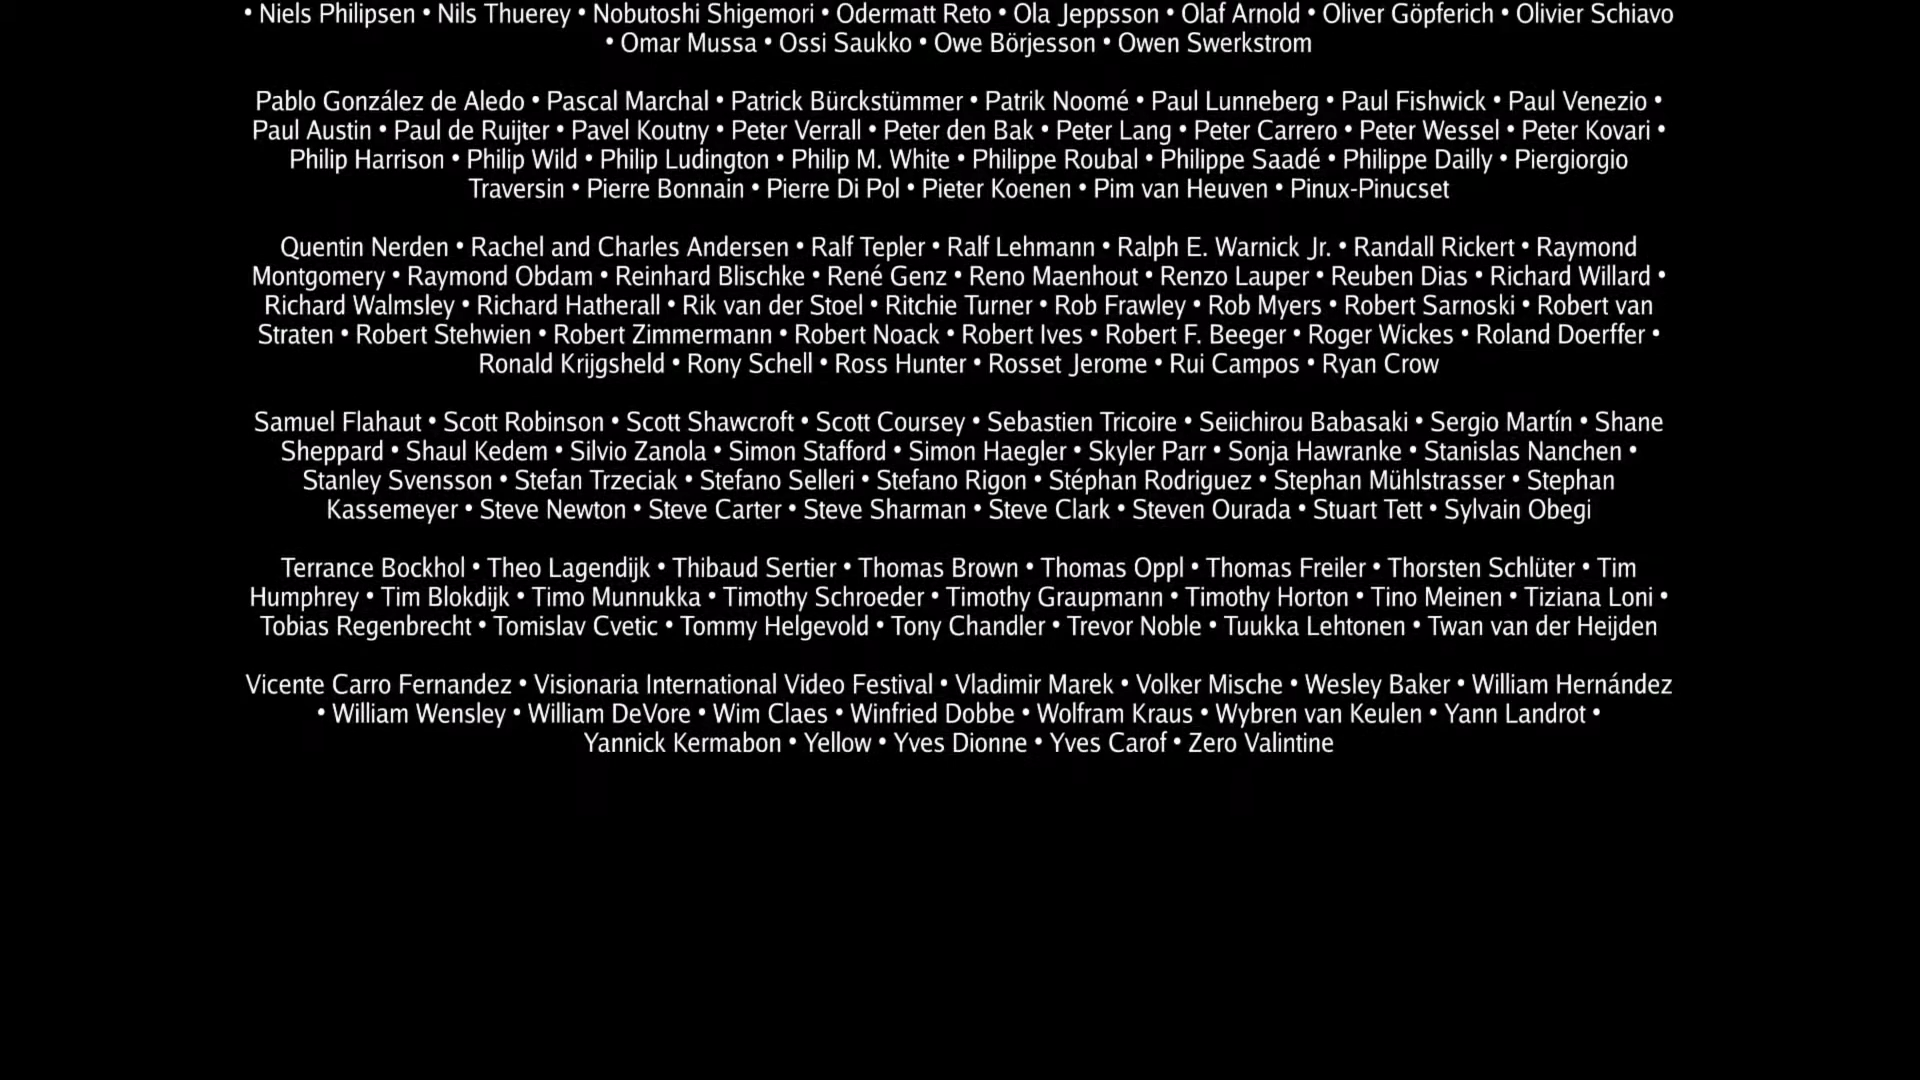 • Niels Philipsen • Nils Thuerey • Nobutoshi Shigemori • Odermatt Reto • Ola Jeppsson • Olaf Arnold • Oliver Göpferich • Olivier Schiavo
• Omar Mussa • Ossi Saukko • Owe Börjesson • Owen Swerkstrom
Pablo González de Aledo • Pascal Marchal • Patrick Bürckstümmer • Patrik Noomé • Paul Lunneberg • Paul Fishwick • Paul Venezio •
Paul Austin • Paul de Ruijter • Pavel Koutny • Peter Verrall • Peter den Bak • Peter Lang • Peter Carrero • Peter Wessel • Peter Kovari •
Philip Harrison • Philip Wild • Philip Ludington • Philip M. White • Philippe Roubal • Philippe Saadé • Philippe Dailly • Piergiorgio
Traversin • Pierre Bonnain • Pierre Di Pol • Pieter Koenen • Pim van Heuven • Pinux-Pinucset
Quentin Nerden • Rachel and Charles Andersen • Ralf Tepler • Ralf Lehmann • Ralph E. Warnick Jr. • Randall Rickert • Raymond
Montgomery • Raymond Obdam • Reinhard Blischke • René Genz • Reno Maenhout • Renzo Lauper • Reuben Dias • Richard Willard •
Richard Walmsley • Richard Hatherall • Rik van der Stoel • Ritchie Turner • Rob Frawley • Rob Myers • Robert Sarnoski • Robert van
Straten • Robert Stehwien • Robert Zimmermann • Robert Noack • Robert Ives • Robert F. Beeger • Roger Wickes • Roland Doerffer •
Ronald Krijgsheld • Rony Schell • Ross Hunter • Rosset Jerome • Rui Campos • Ryan Crow
Samuel Flahaut • Scott Robinson • Scott Shawcroft • Scott Coursey • Sebastien Tricoire • Seiichirou Babasaki • Sergio Martín • Shane
Sheppard • Shaul Kedem • Silvio Zanola • Simon Stafford • Simon Haegler • Skyler Parr • Sonja Hawranke • Stanislas Nanchen •
Stanley Svensson • Stefan Trzeciak • Stefano Selleri • Stefano Rigon • Stéphan Rodriguez • Stephan Mühlstrasser • Stephan
Kassemeyer • Steve Newton • Steve Carter • Steve Sharman • Steve Clark • Steven Ourada • Stuart Tett • Sylvain Obegi
Terrance Bockhol • Theo Lagendijk • Thibaud Sertier • Thomas Brown • Thomas Oppl • Thomas Freiler • Thorsten Schlüter • Tim
Humphrey • Tim Blokdijk • Timo Munnukka • Timothy Schroeder • Timothy Graupmann • Timothy Horton • Tino Meinen • Tiziana Loni •
Tobias Regenbrecht • Tomislav Cvetic • Tommy Helgevold • Tony Chandler • Trevor Noble • Tuukka Lehtonen • Twan van der Heijden
Vicente Carro Fernandez • Visionaria International Video Festival • Vladimir Marek • Volker Mische • Wesley Baker • William Hernández
• William Wensley • William DeVore • Wim Claes • Winfried Dobbe • Wolfram Kraus • Wybren van Keulen • Yann Landrot •
Yannick Kermabon • Yellow • Yves Dionne • Yves Carof • Zero Valintine